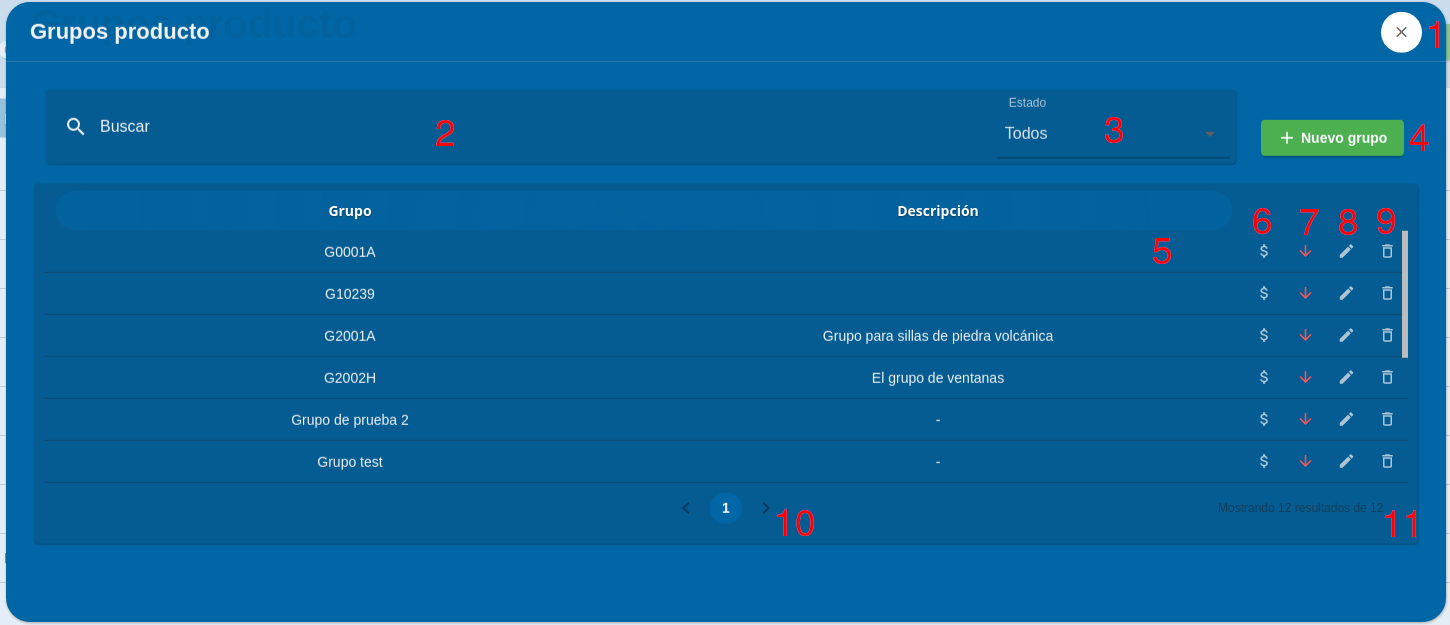 Grupos producto
1
Buscar
2
Estado
Todos
3
+ Nuevo grupo
4
Grupo
Descripción
6
7
8
9
G0001A
5
$
G10239
$
G2001A
Grupo para sillas de piedra volcánica
$
G2002H
El grupo de ventanas
$
Grupo de prueba 2
-
$
Grupo test
-
$
1
10
Mostrando 12 resultados de 12
11